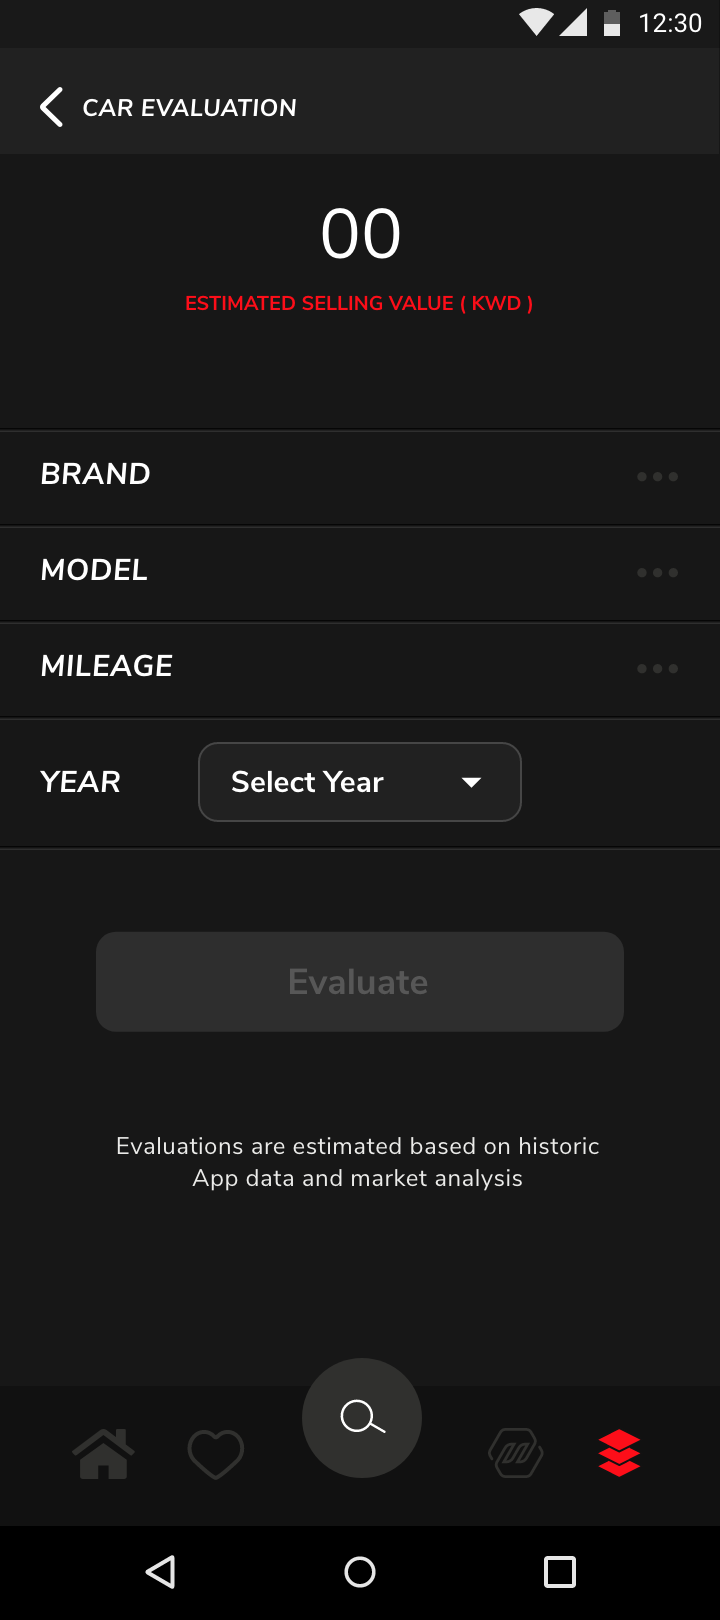 12:30
CAR EVALUATION
00
ESTIMATED SELLING VALUE ( KWD )
BRAND
MODEL
MILEAGE
YEAR
Select Year
Evaluate
Evaluations are estimated based on historic
App data and market analysis